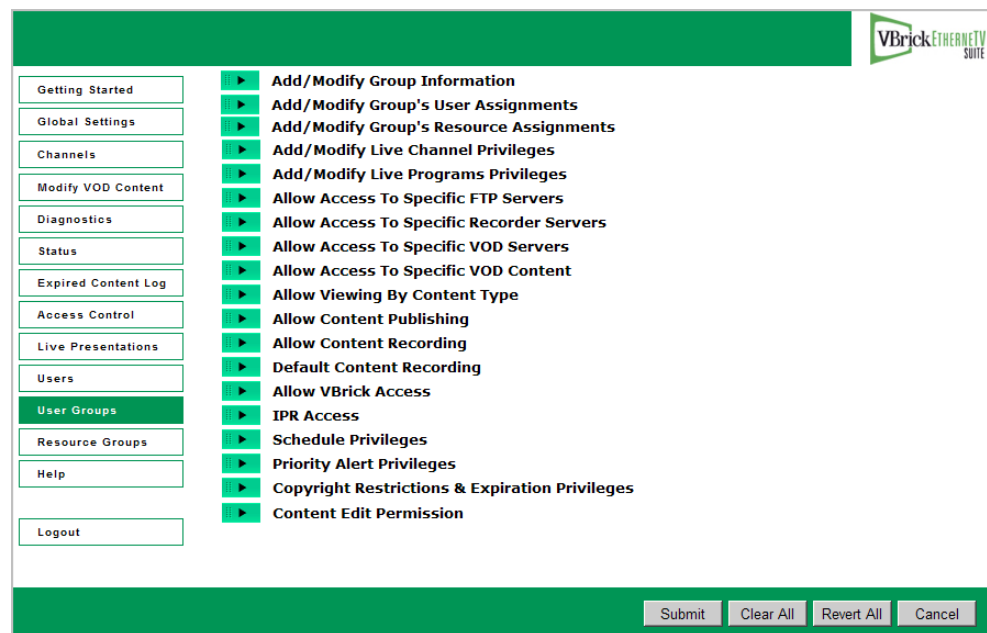 VBrick ETHERNETV
SUITE
Getting Started
Global Settings
Channels
Modify VOD Content
Diagnostics
Status
Expired Content Log
Access Control
Live Presentations
Users
User Groups
Resource Groups
Help
Logout
Add/Modify Group Information
Add/Modify Group's User Assignments
Add/Modify Group's Resource Assignments
Add/Modify Live Channel Privileges
Add/Modify Live Programs Privileges
Allow Access To Specific FTP Servers
Allow Access To Specific Recorder Servers
Allow Access To Specific VOD Servers
Allow Access To Specific VOD Content
Allow Viewing By Content Type
Allow Content Publishing
Allow Content Recording
Default Content Recording
Allow VBrick Access
IPR Access
Schedule Privileges
Priority Alert Privileges
Copyright Restrictions & Expiration Privileges
Content Edit Permission
Submit
Clear All
Revert All
Cancel